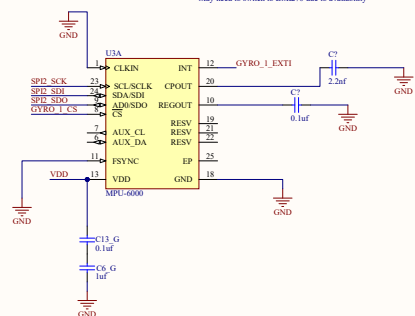 GND
U3A
1 CLKIN INT 12 GYRO_1_EXTI
C?
SPI2_SCK 23 SCL/SCLK CPOUT 20
2.2nf
GND
SPI2_SDI 24 SDA/SDI
C?
SPI2_SDO 9 AD0/SDO REGOUT 10
0.1uf
GYRO_1_CS 8 CS
GND
RESV 19
7 AUX_CL RESV 21
6 AUX_DA RESV 22
11 FSYNC EP 25
VDD 13 VDD GND 18
MPU-6000
GND
GND
C13_G
0.1uf
C6_G
1uf
GND